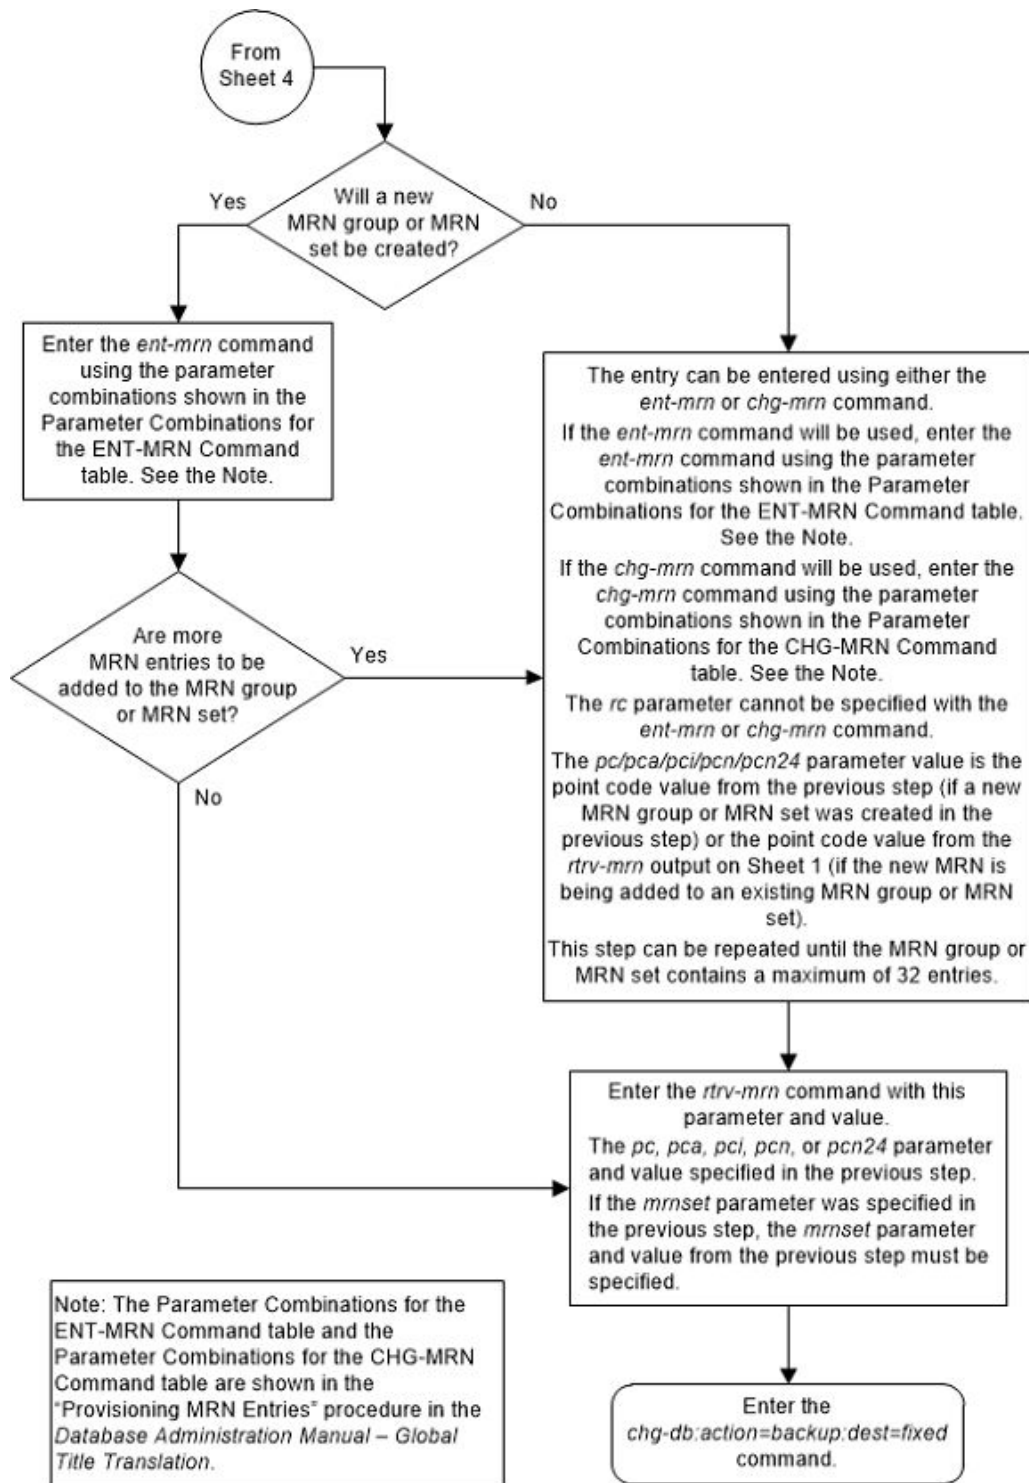 From
Sheet 4
Will a new
MRN group or MRN
set be created?
Yes
No
Enter the ent-mrn command
using the parameter
combinations shown in the
Parameter Combinations for
the ENT-MRN Command
table. See the Note.
The entry can be entered using either the
ent-mrn or chg-mrn command.
If the ent-mrn command will be used, enter the
ent-mrn command using the parameter
combinations shown in the Parameter
Combinations for the ENT-MRN Command table.
See the Note.
If the chg-mrn command will be used, enter the
chg-mrn command using the parameter
combinations shown in the Parameter
Combinations for the CHG-MRN Command
table. See the Note.
The rc parameter cannot be specified with the
ent-mrn or chg-mrn command.
The pc/pca/pci/pcn/pcn24 parameter value is the
point code value from the previous step (if a new
MRN group or MRN set was created in the
previous step) or the point code value from the
rtrv-mrn output on Sheet 1 (if the new MRN is
being added to an existing MRN group or MRN
set).
This step can be repeated until the MRN group or
MRN set contains a maximum of 32 entries.
Are more
MRN entries to be
added to the MRN group
or MRN set?
Yes
No
Enter the rtrv-mrn command with this
parameter and value.
The pc, pca, pci, pcn, or pcn24 parameter
and value specified in the previous step.
If the mrnset parameter was specified in
the previous step, the mrnset parameter
and value from the previous step must be
specified.
Note: The Parameter Combinations for the
ENT-MRN Command table and the
Parameter Combinations for the CHG-MRN
Command table are shown in the
"Provisioning MRN Entries" procedure in the
Database Administration Manual – Global
Title Translation.
Enter the
chg-db:action=backup:dest=fixed
command.